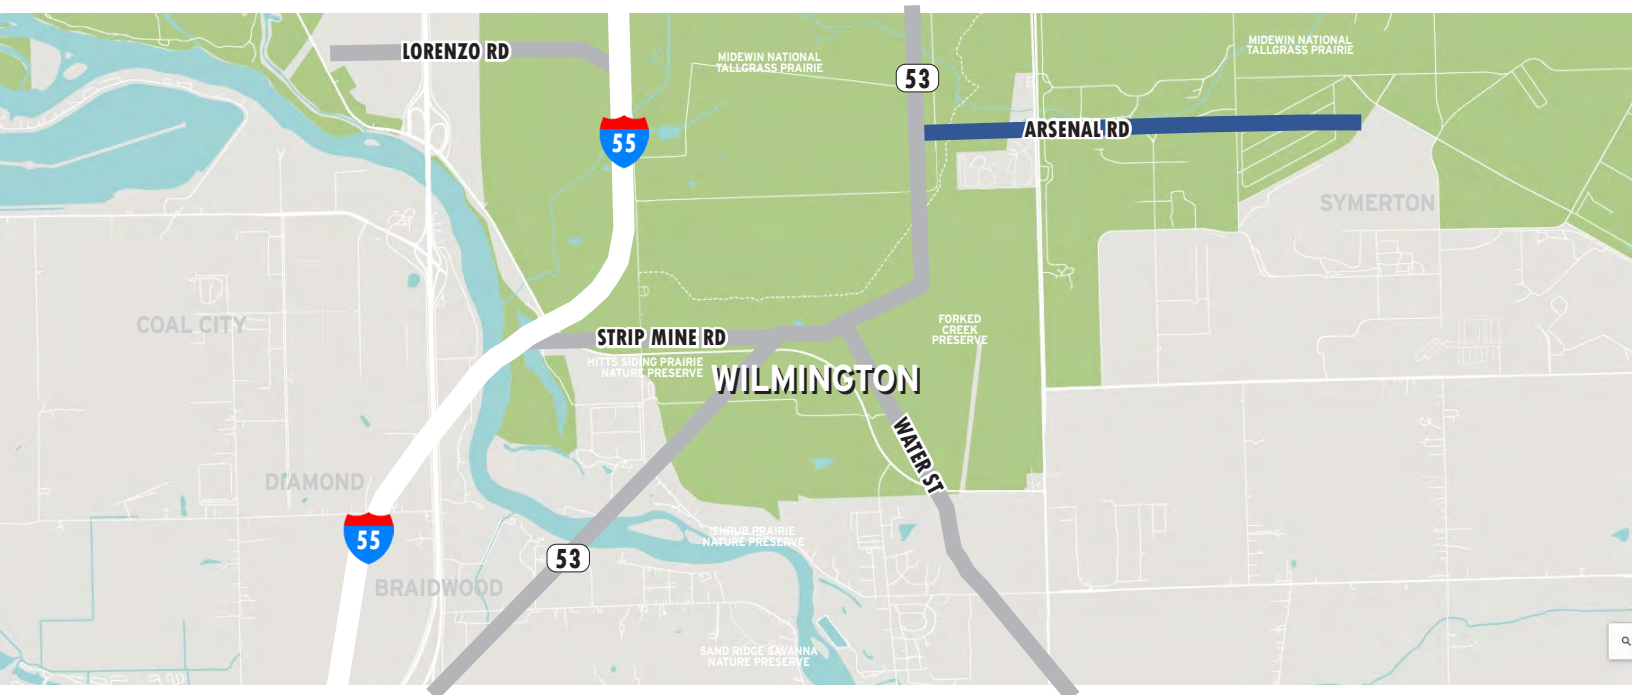 LORENZO RD
MIDEWIN NATIONAL
TALLGRASS PRAIRIE
53
MIDEWIN NATIONAL
TALLGRASS PRAIRIE
55
ARSENAL RD
SYMERTON
COAL CITY
STRIP MINE RD
FORKED
CREEK
PRESERVE
HITTS SIDING PRAIRIE
NATURE PRESERVE
WILMINGTON
WATER ST
DIAMOND
55
53
SHRUB PRAIRIE
NATURE PRESERVE
BRAIDWOOD
SAND RIDGE SAVANNA
NATURE PRESERVE